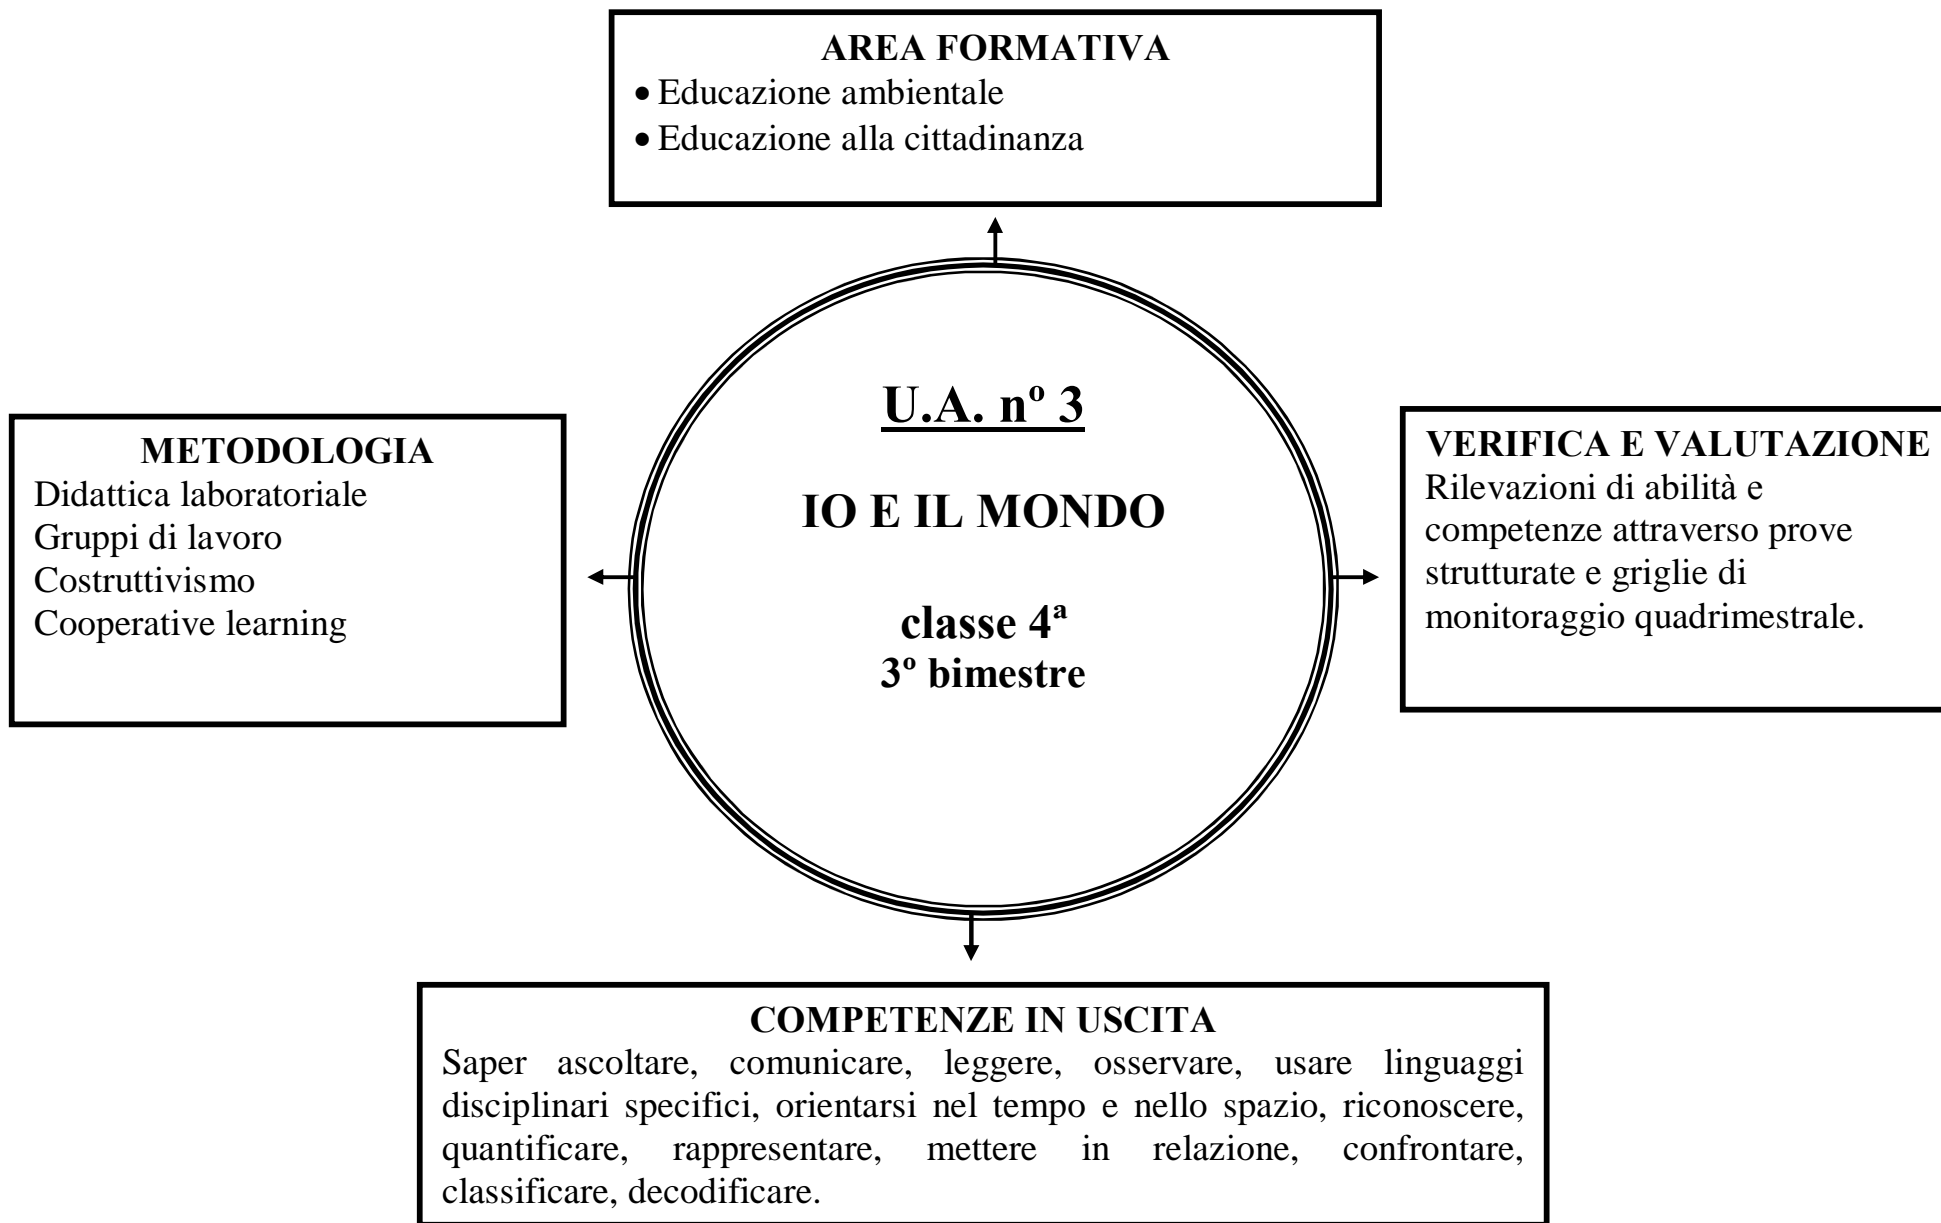 AREA FORMATIVA
• Educazione ambientale
• Educazione alla cittadinanza
METODOLOGIA
Didattica laboratoriale
Gruppi di lavoro
Costruttivismo
Cooperative learning
U.A. nº 3
IO E IL MONDO
classe 4ª
3º bimestre
VERIFICA E VALUTAZIONE
Rilevazioni di abilità e
competenze attraverso prove
strutturate e griglie di
monitoraggio quadrimestrale.
COMPETENZE IN USCITA
Saper ascoltare, comunicare, leggere, osservare, usare linguaggi
disciplinari specifici, orientarsi nel tempo e nello spazio, riconoscere,
quantificare, rappresentare, mettere in relazione, confrontare,
classificare, decodificare.